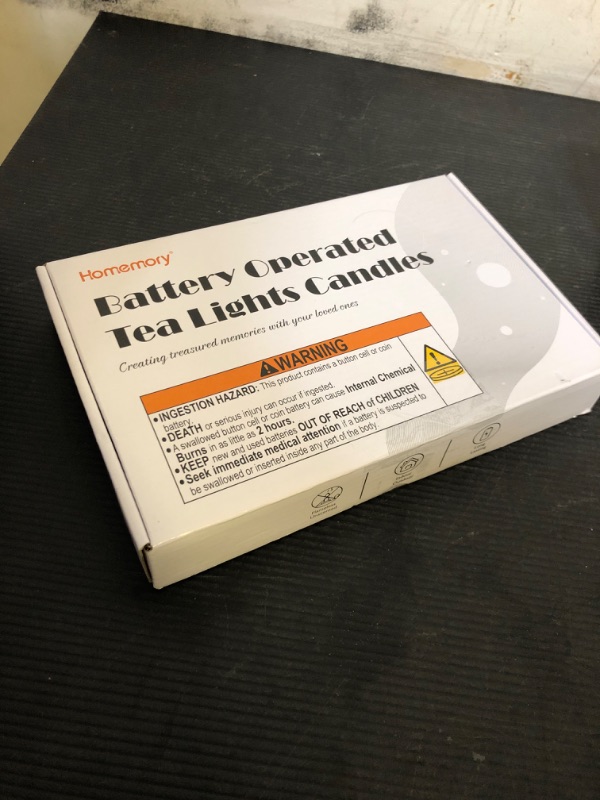 Homemory
Battery Operated
Tea Lights Candles
Creating treasured memories with your loved ones
WARNING
• INGESTION HAZARD: This product contains a button cell or coin
battery.
• DEATH or serious injury can occur if ingested.
• A swallowed button cell or coin battery can cause Internal Chemical
Burns in as little as 2 hours.
• KEEP new and used batteries OUT OF REACH of CHILDREN
• Seek immediate medical attention if a battery is suspected to
be swallowed or inserted inside any part of the body.